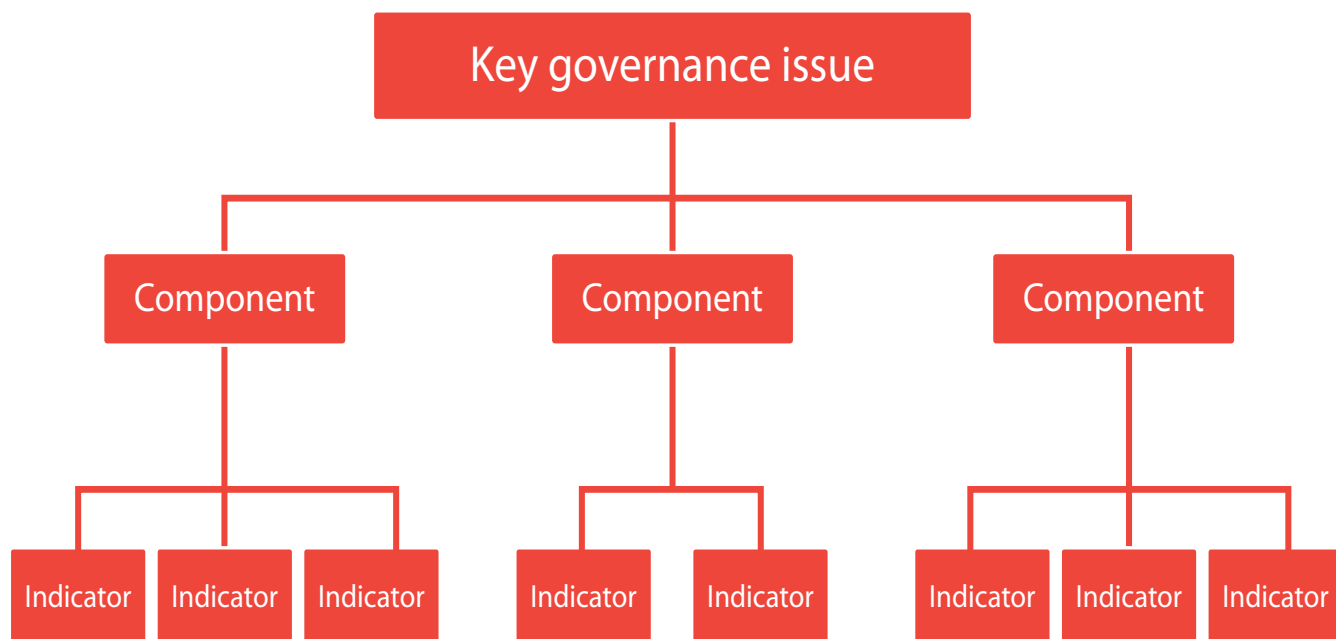 Key governance issue
Component
Component
Component
Indicator
Indicator
Indicator
Indicator
Indicator
Indicator
Indicator
Indicator